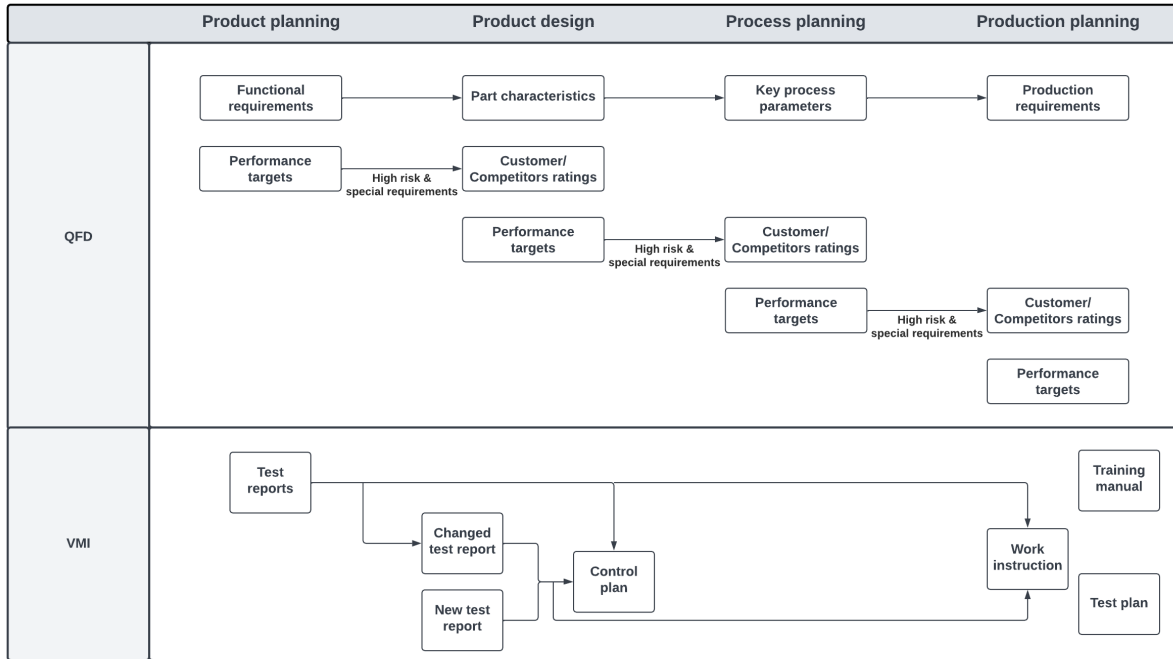 Product planning
Product design
Process planning
Production planning
QFD
Functional
requirements
Part characteristics
Key process
parameters
Production
requirements
Performance
targets
High risk &
special requirements
Customer/
Competitors ratings
Performance
targets
High risk &
special requirements
Customer/
Competitors ratings
Performance
targets
High risk &
special requirements
Customer/
Competitors ratings
Performance
targets
VMI
Test
reports
Changed
test report
New test
report
Control
plan
Work
instruction
Training
manual
Test plan